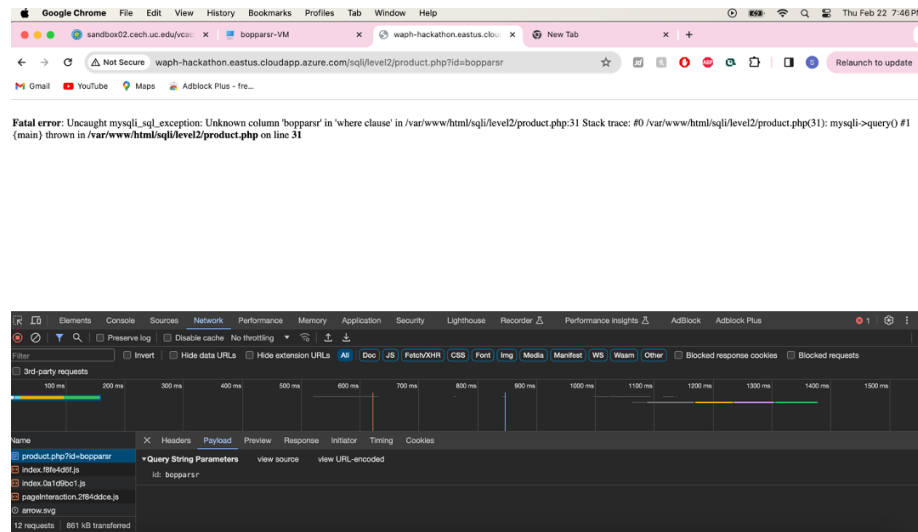 Google Chrome File Edit View History Bookmarks Profiles Tab Window Help Thu Feb 22 7:46 PM
sandbox02.cech.uc.edu/vcac bopparsr-VM waph-hackathon.eastus.clou New Tab
Not Secure waph-hackathon.eastus.cloudapp.azure.com/sqli/level2/product.php?id=bopparsr Relaunch to update
Gmail YouTube Maps Adblock Plus - fre...
Fatal error: Uncaught mysqli_sql_exception: Unknown column 'bopparsr' in 'where clause' in /var/www/html/sqli/level2/product.php:31 Stack trace: #0 /var/www/html/sqli/level2/product.php(31): mysqli->query() #1
{main} thrown in /var/www/html/sqli/level2/product.php on line 31
Elements Console Sources Network Performance Memory Application Security Lighthouse Recorder Performance insights AdBlock Adblock Plus 1
Preserve log Disable cache No throttling
Filter Invert Hide data URLs Hide extension URLs All Doc JS Fetch/XHR CSS Font Img Media Manifest WS Wasm Other Blocked response cookies Blocked requests
3rd-party requests
100 ms 200 ms 300 ms 400 ms 500 ms 600 ms 700 ms 800 ms 900 ms 1000 ms 1100 ms 1200 ms 1300 ms 1400 ms 1500 ms
Name Headers Payload Preview Response Initiator Timing Cookies
product.php?id=bopparsr Query String Parameters view source view URL-encoded
index.f8fe4d6f.js id: bopparsr
index.0a1d9bc1.js
pageInteraction.2f84ddce.js
arrow.svg
12 requests 861 kB transferred